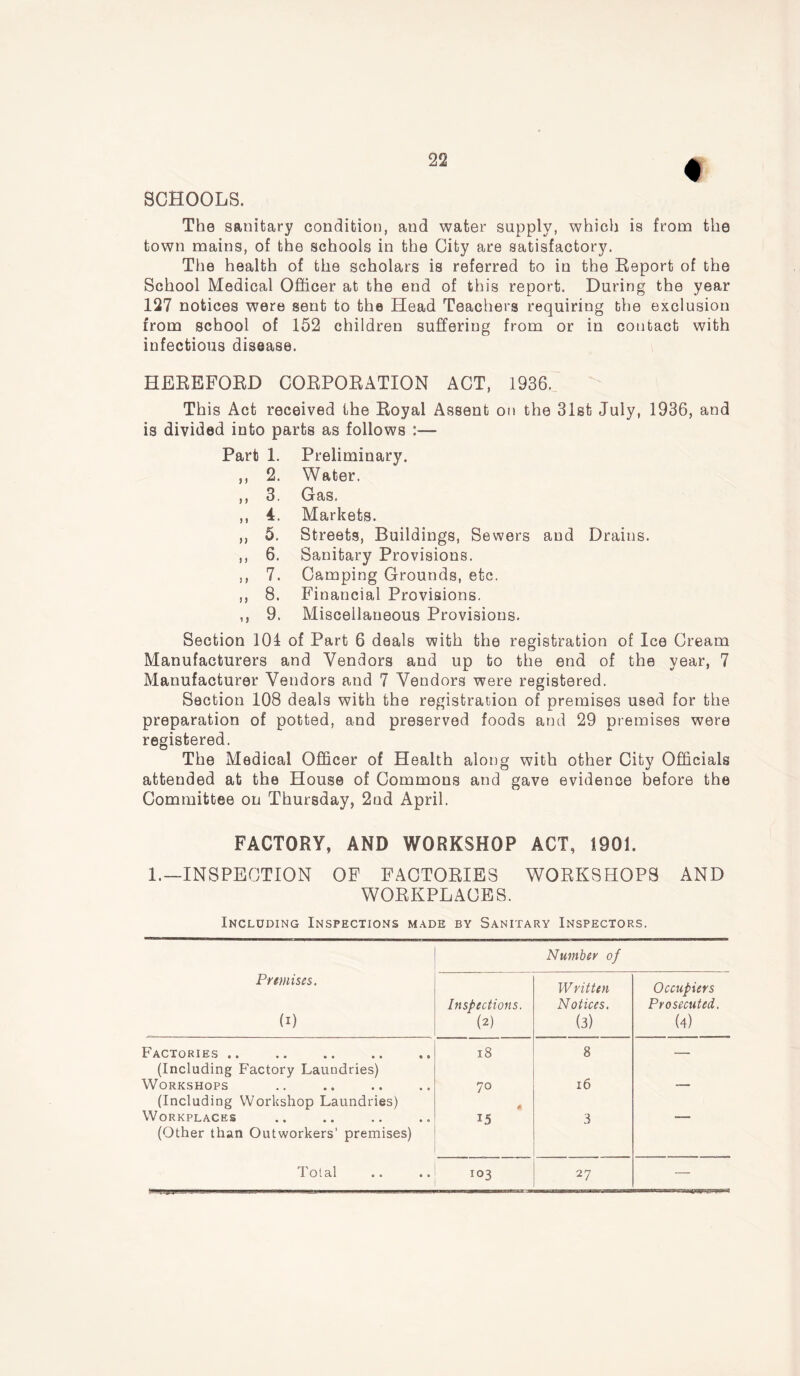 22
SCHOOLS.
The sanitary condition, and water supply, which is from the
town mains, of the schools in the City are satisfactory.
The health of the scholars is referred to in the Report of the
School Medical Officer at the end of this report. During the year
127 notices were sent to the Head Teachers requiring the exclusion
from school of 152 children suffering from or in contact with
infectious disease.
HEREFORD CORPORATION ACT, 1936.
This Act received the Royal Assent on the 31st July, 1936, and
is divided into parts as follows :—
Part 1. Preliminary.
,, 2. Water.
,, 3. Gas.
,, 4. Markets.
,, 5. Streets, Buildings, Sewers and Drains.
,, 6. Sanitary Provisions.
,, 7. Camping Grounds, etc.
,, 8. Financial Provisions.
,, 9. Miscellaneous Provisions.
Section 104 of Part 6 deals with the registration of Ice Cream
Manufacturers and Vendors and up to the end of the year, 7
Manufacturer Vendors and 7 Vendors were registered.
Section 108 deals with the registration of premises used for the
preparation of potted, and preserved foods and 29 premises were
registered.
The Medical Officer of Health along with other City Officials
attended at the House of Commons and gave evidence before the
Committee on Thursday, 2nd April.
FACTORY, AND WORKSHOP ACT, 1901.
1.—INSPECTION OF FACTORIES WORKSHOPS AND
WORKPLACES.
INCLUDING INSPECTIONS MADE BY SANITARY INSPECTORS.
Number of
Premises. Inspections. Written Notices. Occupiers Prosecuted.
(1) (2) (3) (4)
FACTORIES .. .. .. .. .. 18 8 —
(Including Factory Laundries)
WORKSHOPS .. .. .. .. 70 16 —
(Including Workshop Laundries)
WORKPLACES .. .. .. .. 15 3 —
(Other than Outworkers' premises)
Total .. .. 103 27 —